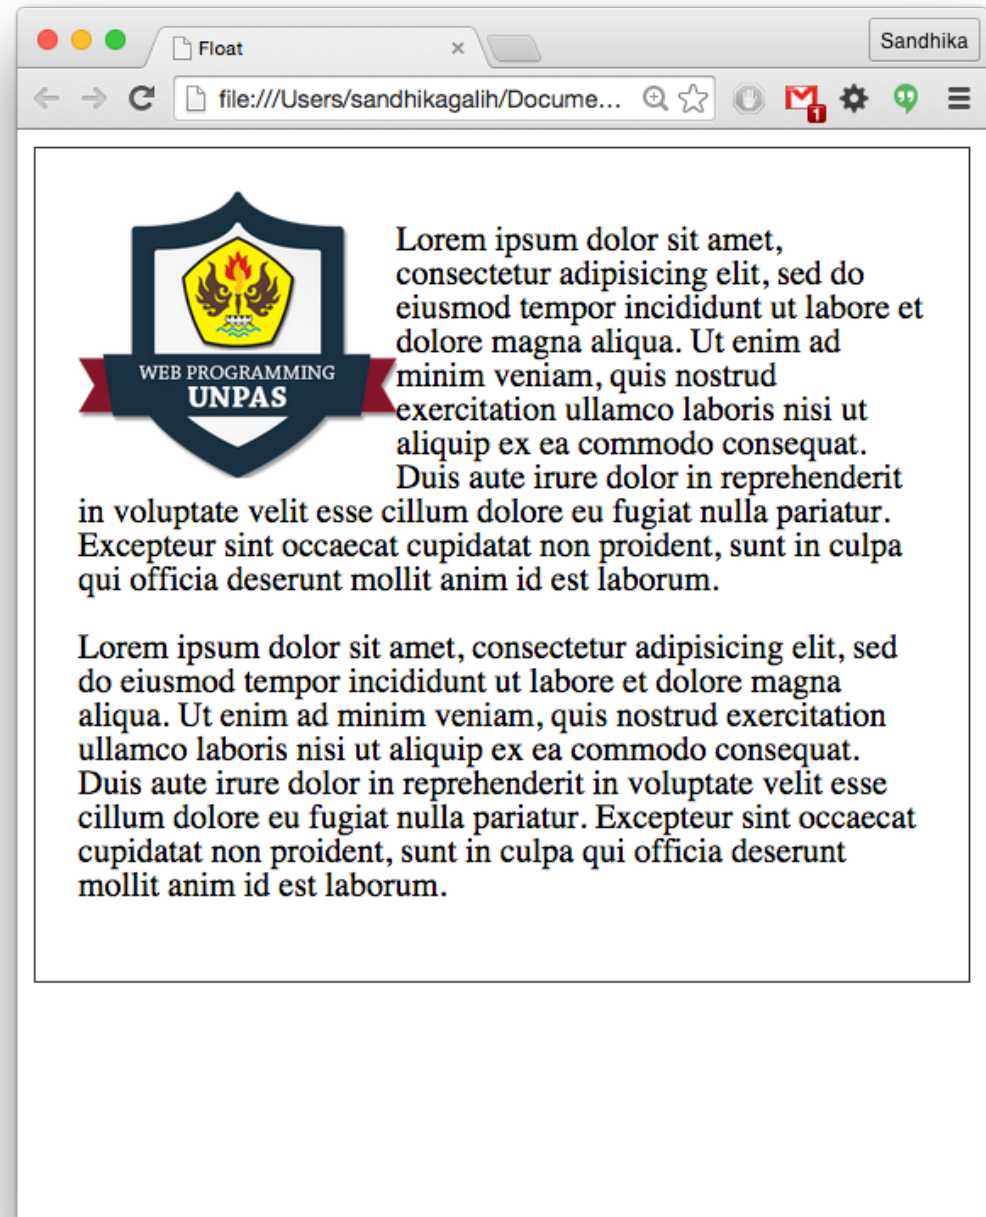 Float
Sandhika
file:///Users/sandhikagalih/Docume...
1
WEB PROGRAMMING
UNPAS
Lorem ipsum dolor sit amet,
consectetur adipisicing elit, sed do
eiusmod tempor incididunt ut labore et
dolore magna aliqua. Ut enim ad
minim veniam, quis nostrud
exercitation ullamco laboris nisi ut
aliquip ex ea commodo consequat.
Duis aute irure dolor in reprehenderit
in voluptate velit esse cillum dolore eu fugiat nulla pariatur.
Excepteur sint occaecat cupidatat non proident, sunt in culpa
qui officia deserunt mollit anim id est laborum.
Lorem ipsum dolor sit amet, consectetur adipisicing elit, sed
do eiusmod tempor incididunt ut labore et dolore magna
aliqua. Ut enim ad minim veniam, quis nostrud exercitation
ullamco laboris nisi ut aliquip ex ea commodo consequat.
Duis aute irure dolor in reprehenderit in voluptate velit esse
cillum dolore eu fugiat nulla pariatur. Excepteur sint occaecat
cupidatat non proident, sunt in culpa qui officia deserunt
mollit anim id est laborum.